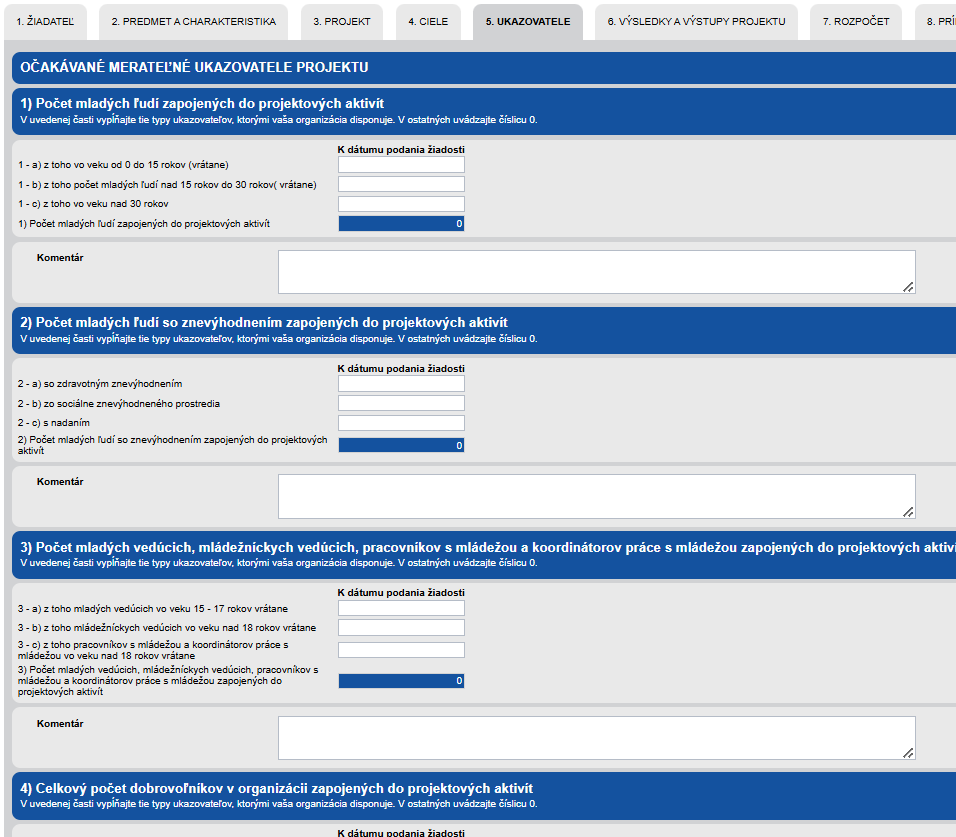 1. ŽIADATEĽ 2. PREDMET A CHARAKTERISTIKA 3. PROJEKT 4. CIELE 5. UKAZOVATELE 6. VÝSLEDKY A VÝSTUPY PROJEKTU 7. ROZPOČET 8. PRÍ
OČAKÁVANÉ MERATEĽNÉ UKAZOVATELE PROJEKTU
1) Počet mladých ľudí zapojených do projektových aktivít
V uvedenej časti vypĺňajte tie typy ukazovateľov, ktorými vaša organizácia disponuje. V ostatných uvádzajte číslicu 0.
K dátumu podania žiadosti
1 - a) z toho vo veku od 0 do 15 rokov (vrátane)
1 - b) z toho počet mladých ľudí nad 15 rokov do 30 rokov( vrátane)
1 - c) z toho vo veku nad 30 rokov
1) Počet mladých ľudí zapojených do projektových aktivít 0
Komentár
2) Počet mladých ľudí so znevýhodnením zapojených do projektových aktivít
V uvedenej časti vypĺňajte tie typy ukazovateľov, ktorými vaša organizácia disponuje. V ostatných uvádzajte číslicu 0.
K dátumu podania žiadosti
2 - a) so zdravotným znevýhodnením
2 - b) zo sociálne znevýhodneného prostredia
2 - c) s nadaním
2) Počet mladých ľudí so znevýhodnením zapojených do projektových
aktivít 0
Komentár
3) Počet mladých vedúcich, mládežníckych vedúcich, pracovníkov s mládežou a koordinátorov práce s mládežou zapojených do projektových aktiví
V uvedenej časti vypĺňajte tie typy ukazovateľov, ktorými vaša organizácia disponuje. V ostatných uvádzajte číslicu 0.
K dátumu podania žiadosti
3 - a) z toho mladých vedúcich vo veku 15 - 17 rokov vrátane
3 - b) z toho mládežníckych vedúcich vo veku nad 18 rokov vrátane
3 - c) z toho pracovníkov s mládežou a koordinátorov práce s
mládežou vo veku nad 18 rokov vrátane
3) Počet mladých vedúcich, mládežníckych vedúcich, pracovníkov s
mládežou a koordinátorov práce s mládežou zapojených do 0
projektových aktivít
Komentár
4) Celkový počet dobrovoľníkov v organizácii zapojených do projektových aktivít
V uvedenej časti vypĺňajte tie typy ukazovateľov, ktorými vaša organizácia disponuje. V ostatných uvádzajte číslicu 0.
K dátumu podania žiadosti